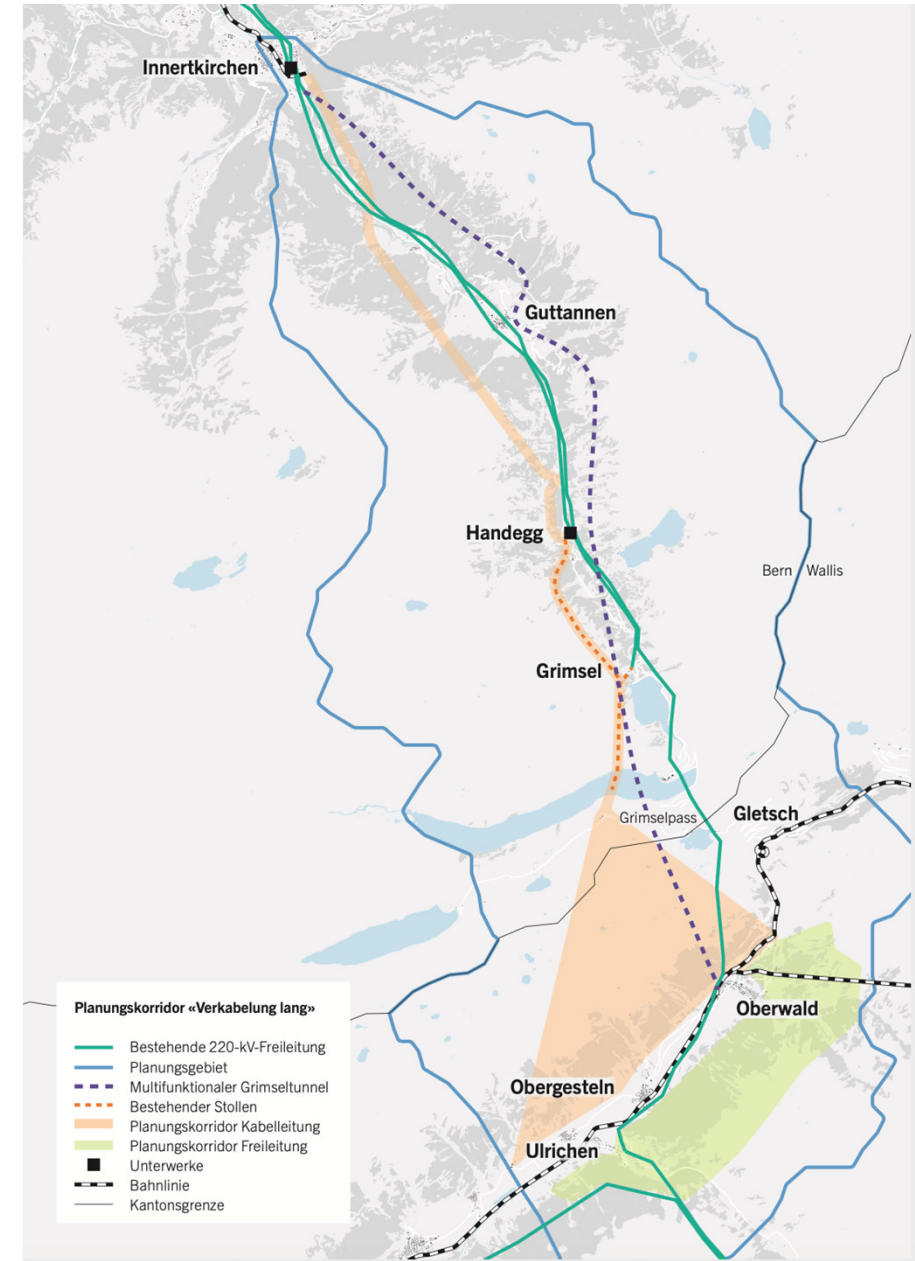 Innertkirchen
Guttannen
Handegg
Bern Wallis
Grimsel
Grimselpass
Gletsch
Oberwald
Obergesteln
Ulrichen
Planungskorridor «Verkabelung lang»
Bestehende 220-kV-Freileitung
Planungsgebiet
Multifunktionaler Grimseltunnel
Bestehender Stollen
Planungskorridor Kabelleitung
Planungskorridor Freileitung
Unterwerke
Bahnlinie
Kantonsgrenze